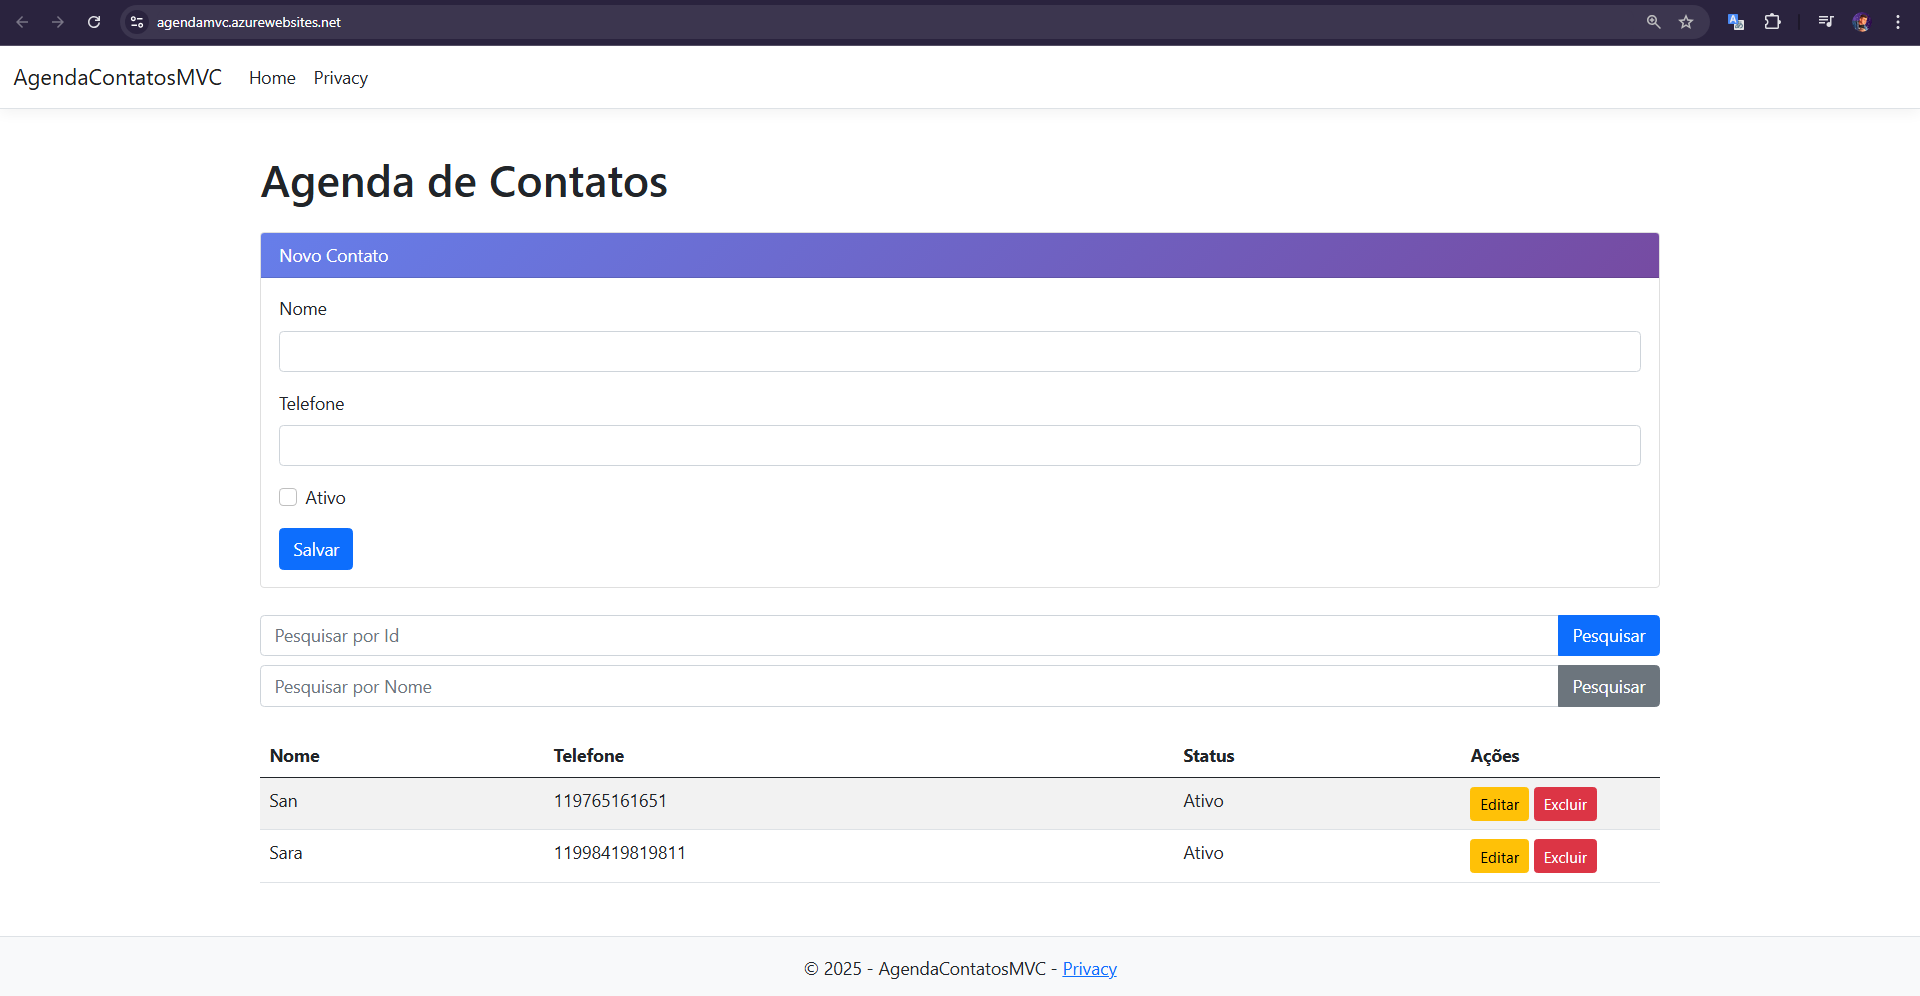 agendamvc.azurewebsites.net
AgendaContatosMVC Home Privacy
Agenda de Contatos
Novo Contato
Nome
Telefone
Ativo
Salvar
Pesquisar por Id Pesquisar
Pesquisar por Nome Pesquisar
Nome Telefone Status Ações
San 119765161651 Ativo Editar Excluir
Sara 11998419819811 Ativo Editar Excluir
© 2025 - AgendaContatosMVC - Privacy